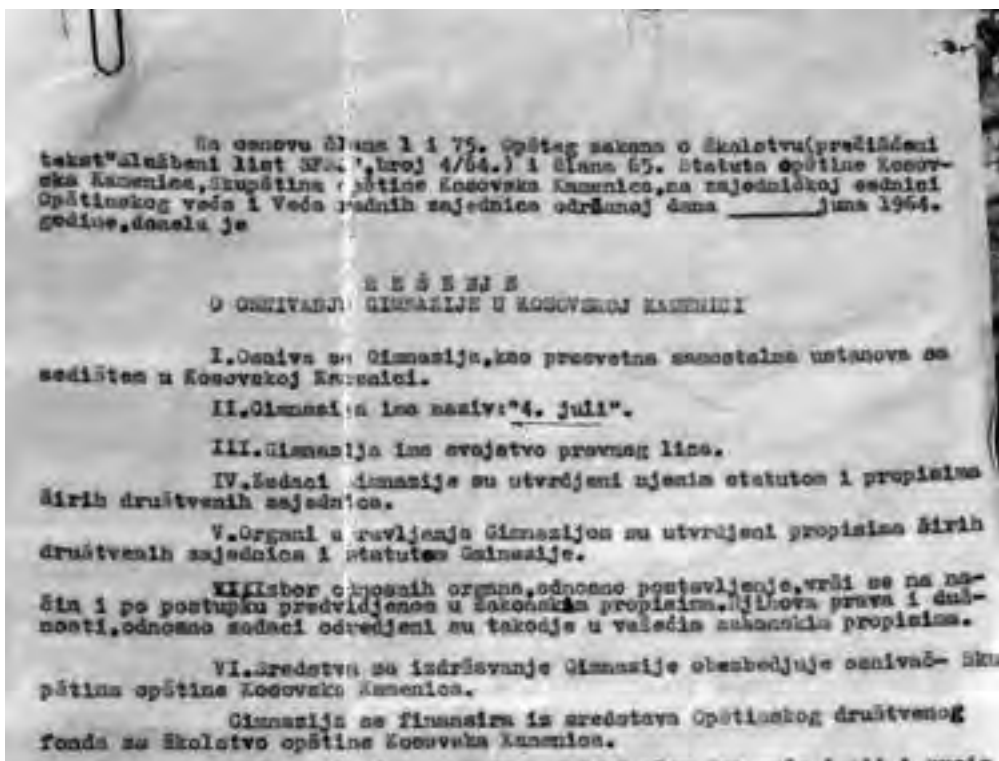 Na osnovu člana 1 i 75. Opšteg zakona o školstvu(prečišćeni
tekst"Službeni list SFRJ",broj 4/64.) i člana 65. Statuta opštine Kosov-
ska Kamenica,Skupština opštine Kosovska Kamenica,na zajedničkoj sednici
Opštinskog veća i Veća radnih zajednica održanoj dana ______juna 1964.
godine,donela je
R E Š E NJ E
O OSNIVANJU GIMNAZIJE U KOSOVSKOJ KAMENICI
I.Osniva se Gimnazija,kao prosvetna samostalna ustanova sa
sedištem u Kosovskoj Kamenici.
II.Gimnazija ima naziv:"4. juli".
III.Gimnazija ima svojstvo pravnog lica.
IV.Zadaci Gimnazije su utvrdjeni njenim statutom i propisima
širih društvenih zajednica.
V.Organi upravljanja Gimnazijom su utvrdjeni propisima širih
društvenih zajednica i statutom Gminazije.
Izbor organa,odnosno postavljenje,vrši se na na-
čin i po postupku predvidjenom u zakonskim propisima.Njihova prava i duž-
nosti,odnosno zadaci odredjeni su takodje u važećim zakonskim propisima.
VI.Sredstva za izdržavanje Gimnazije obezbedjuje osnivač- Sku
pština opštine Kosovska Kamenica.
Gimnazija se finansira iz sredstava Opštinskog društvenog
fonda za školstvo opštine Kosovska Kamenica.